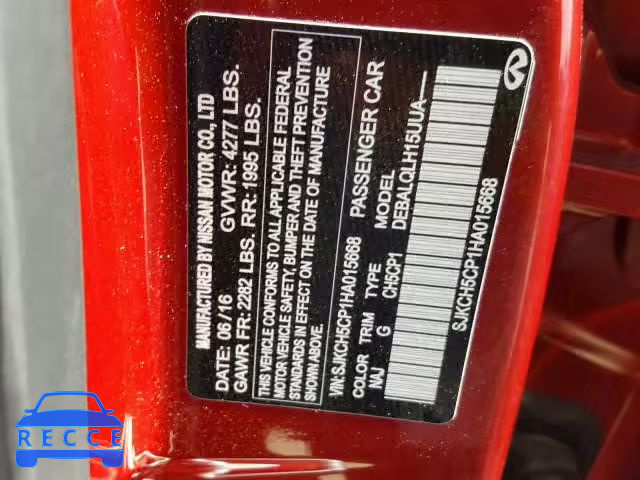 MANUFACTURED BY NISSAN MOTOR CO., LTD
DATE: 06/16 GVWR: 4277 LBS.
GAWR FR: 2282 LBS. RR: 1995 LBS.
THIS VEHICLE CONFORMS TO ALL APPLICABLE FEDERAL
MOTOR VEHICLE SAFETY, BUMPER AND THEFT PREVENTION
STANDARDS IN EFFECT ON THE DATE OF MANUFACTURE
SHOWN ABOVE.
VIN:SJKCH5CP1HA015668 PASSENGER CAR
COLOR TRIM TYPE MODEL
NAJ G CH5CP1 DEBALQLH15UUA——
SJKCH5CP1HA015668
RECCE